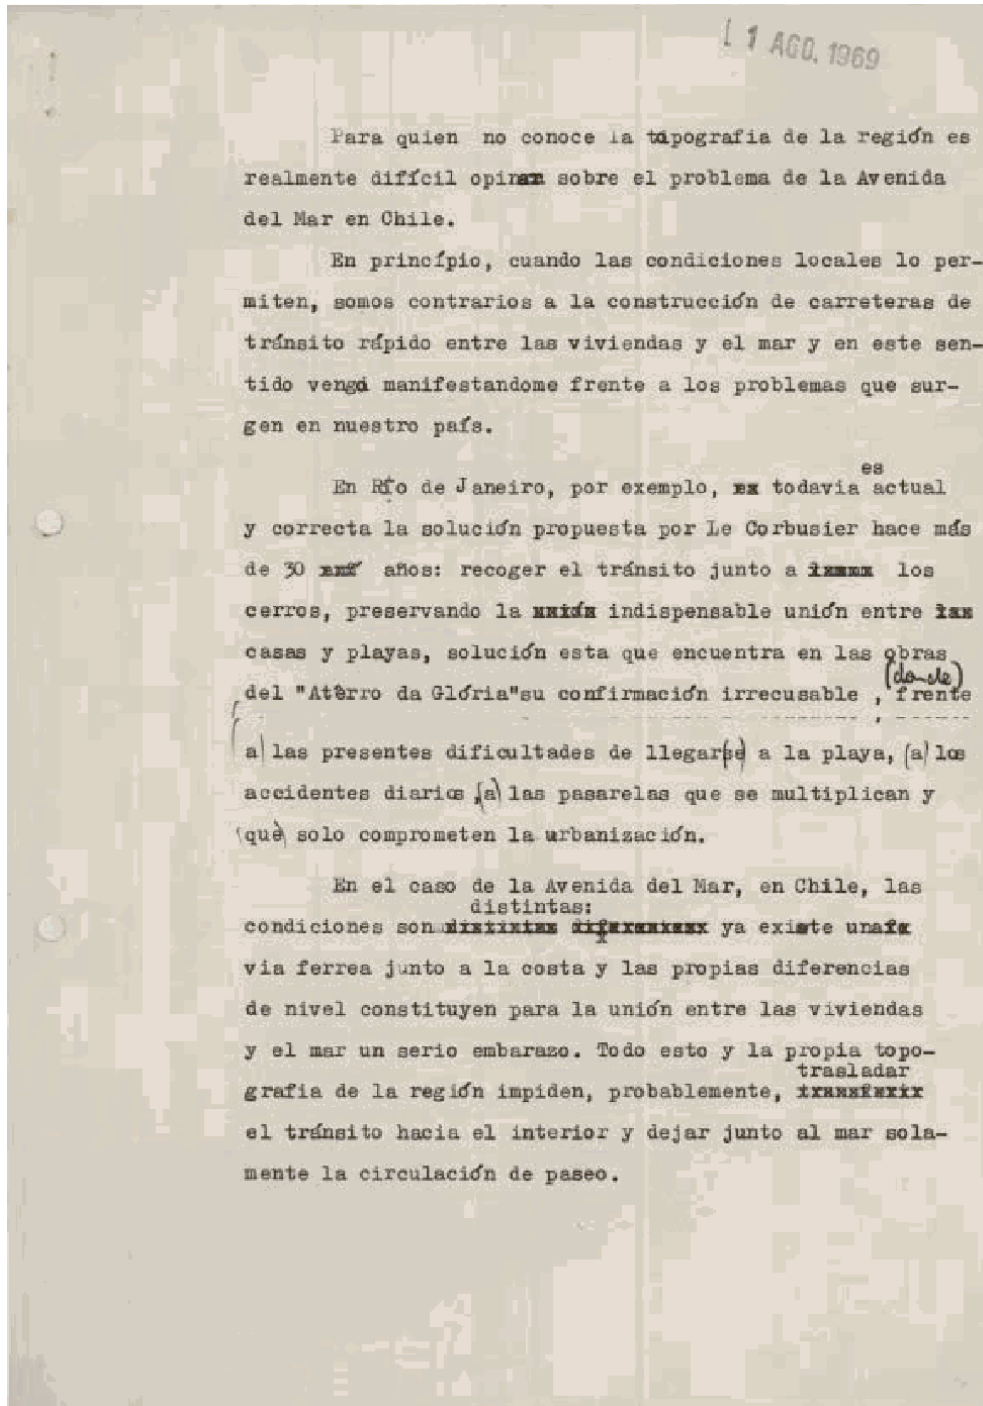 1 AGO. 1969
Para quien no conoce la topografia de la región es
realmente difícil opinar sobre el problema de la Avenida
del Mar en Chile.
En princípio, cuando las condiciones locales lo per-
miten, somos contrarios a la construcción de carreteras de
tránsito rápido entre las viviendas y el mar y en este sen-
tido vengo manifestandome frente a los problemas que sur-
gen en nuestro país.
es
En Río de Janeiro, por exemplo, todavia actual
y correcta la solución propuesta por Le Corbusier hace más
de 30 años: recoger el tránsito junto a los
cerros, preservando la indispensable unión entre
casas y playas, solución esta que encuentra en las obras
(donde)
del "Atêrro da Glória"su confirmación irrecusable , frente
(a) las presentes dificultades de llegar(se) a la playa, (a) los
accidentes diarios ,(a) las pasarelas que se multiplican y
(que) solo comprometen la urbanización.
En el caso de la Avenida del Mar, en Chile, las
distintas:
condiciones son ya existe una
via ferrea junto a la costa y las propias diferencias
de nivel constituyen para la unión entre las viviendas
y el mar un serio embarazo. Todo esto y la propia topo-
trasladar
grafia de la región impiden, probablemente,
el tránsito hacia el interior y dejar junto al mar sola-
mente la circulación de paseo.